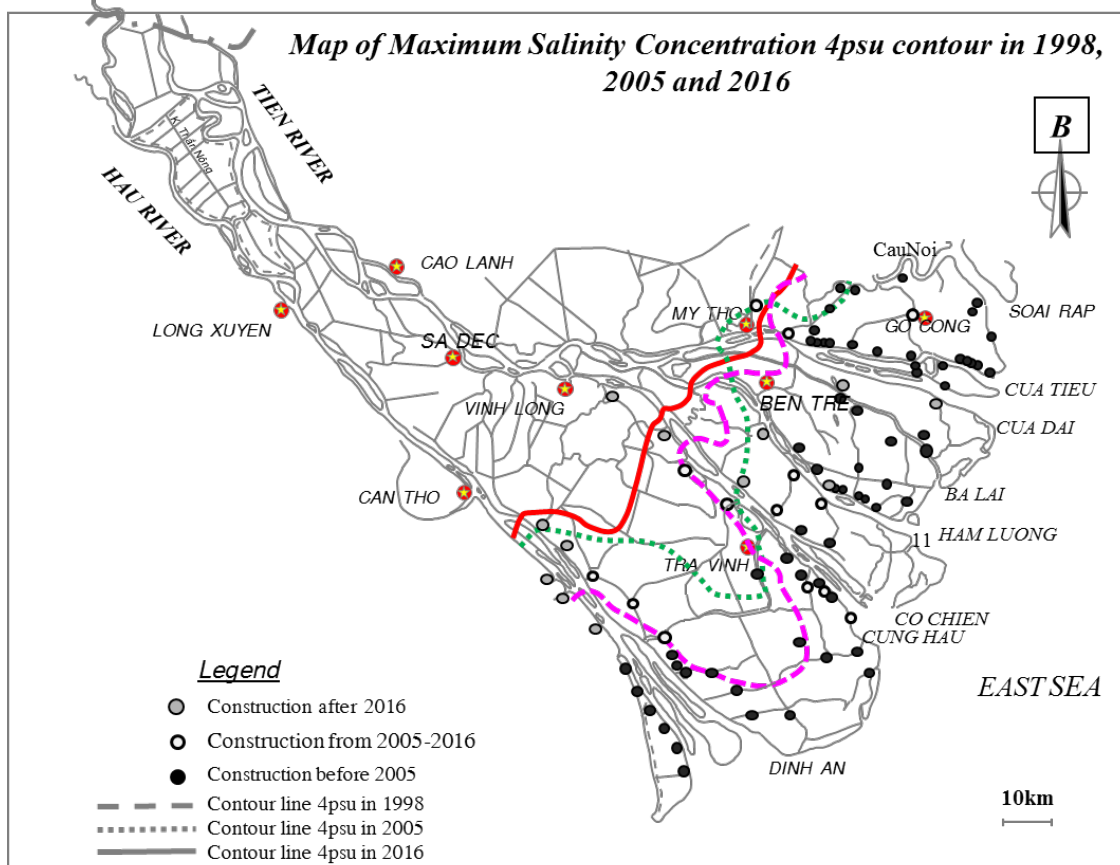 Map of Maximum Salinity Concentration 4psu contour in 1998,
2005 and 2016
B
TIEN RIVER
Kì Thắr Nông
HAU RIVER
CauNoi
CAO LANH
SOAI RAP
LONG XUYEN
MY THO
GO CONG
SA DEC
CUA TIEU
VINH LONG
BEN TRE
CUA DAI
CAN THO
BA LAI
11 HAM LUONG
TRA VINH
CO CHIEN
CUNG HAU
EAST SEA
DINH AN
10km
Legend
Construction after 2016
Construction from 2005-2016
Construction before 2005
Contour line 4psu in 1998
Contour line 4psu in 2005
Contour line 4psu in 2016